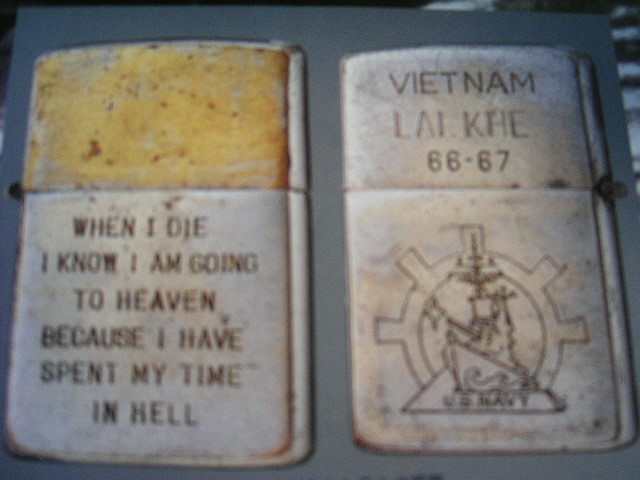 WHEN I DIE
I KNOW I AM GOING
TO HEAVEN
BECAUSE I HAVE
SPENT MY TIME
IN HELL
VIETNAM
LAI. KHE
66-67
U.S. NAVY